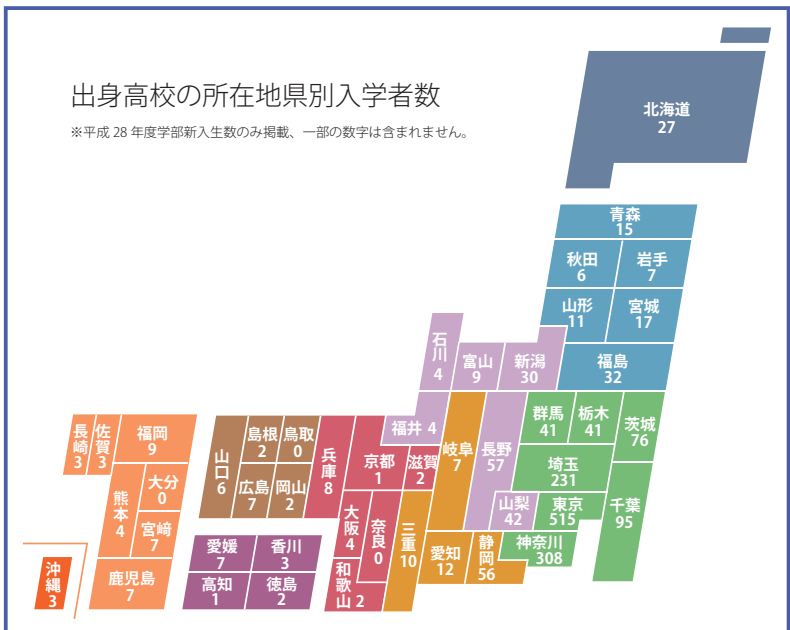 出身高校の所在地県別入学者数
※平成 28 年度学部新入生数のみ掲載、一部の数字は含まれません。
北海道
27
青森
15
秋田
6
岩手
7
山形
11
宮城
17
福島
32
石川
4
富山
9
新潟
30
福井 4
岐阜
7
長野
57
山梨
42
群馬
41
栃木
41
茨城
76
埼玉
231
東京
515
千葉
95
神奈川
308
静岡
56
愛知
12
三重
10
滋賀
2
京都
1
兵庫
8
大阪
4
奈良
0
和歌山 2
鳥取
0
島根
2
岡山
2
広島
7
山口
6
愛媛
7
香川
3
高知
1
徳島
2
福岡
9
佐賀
3
長崎
3
大分
0
熊本
4
宮崎
7
鹿児島
7
沖縄
3